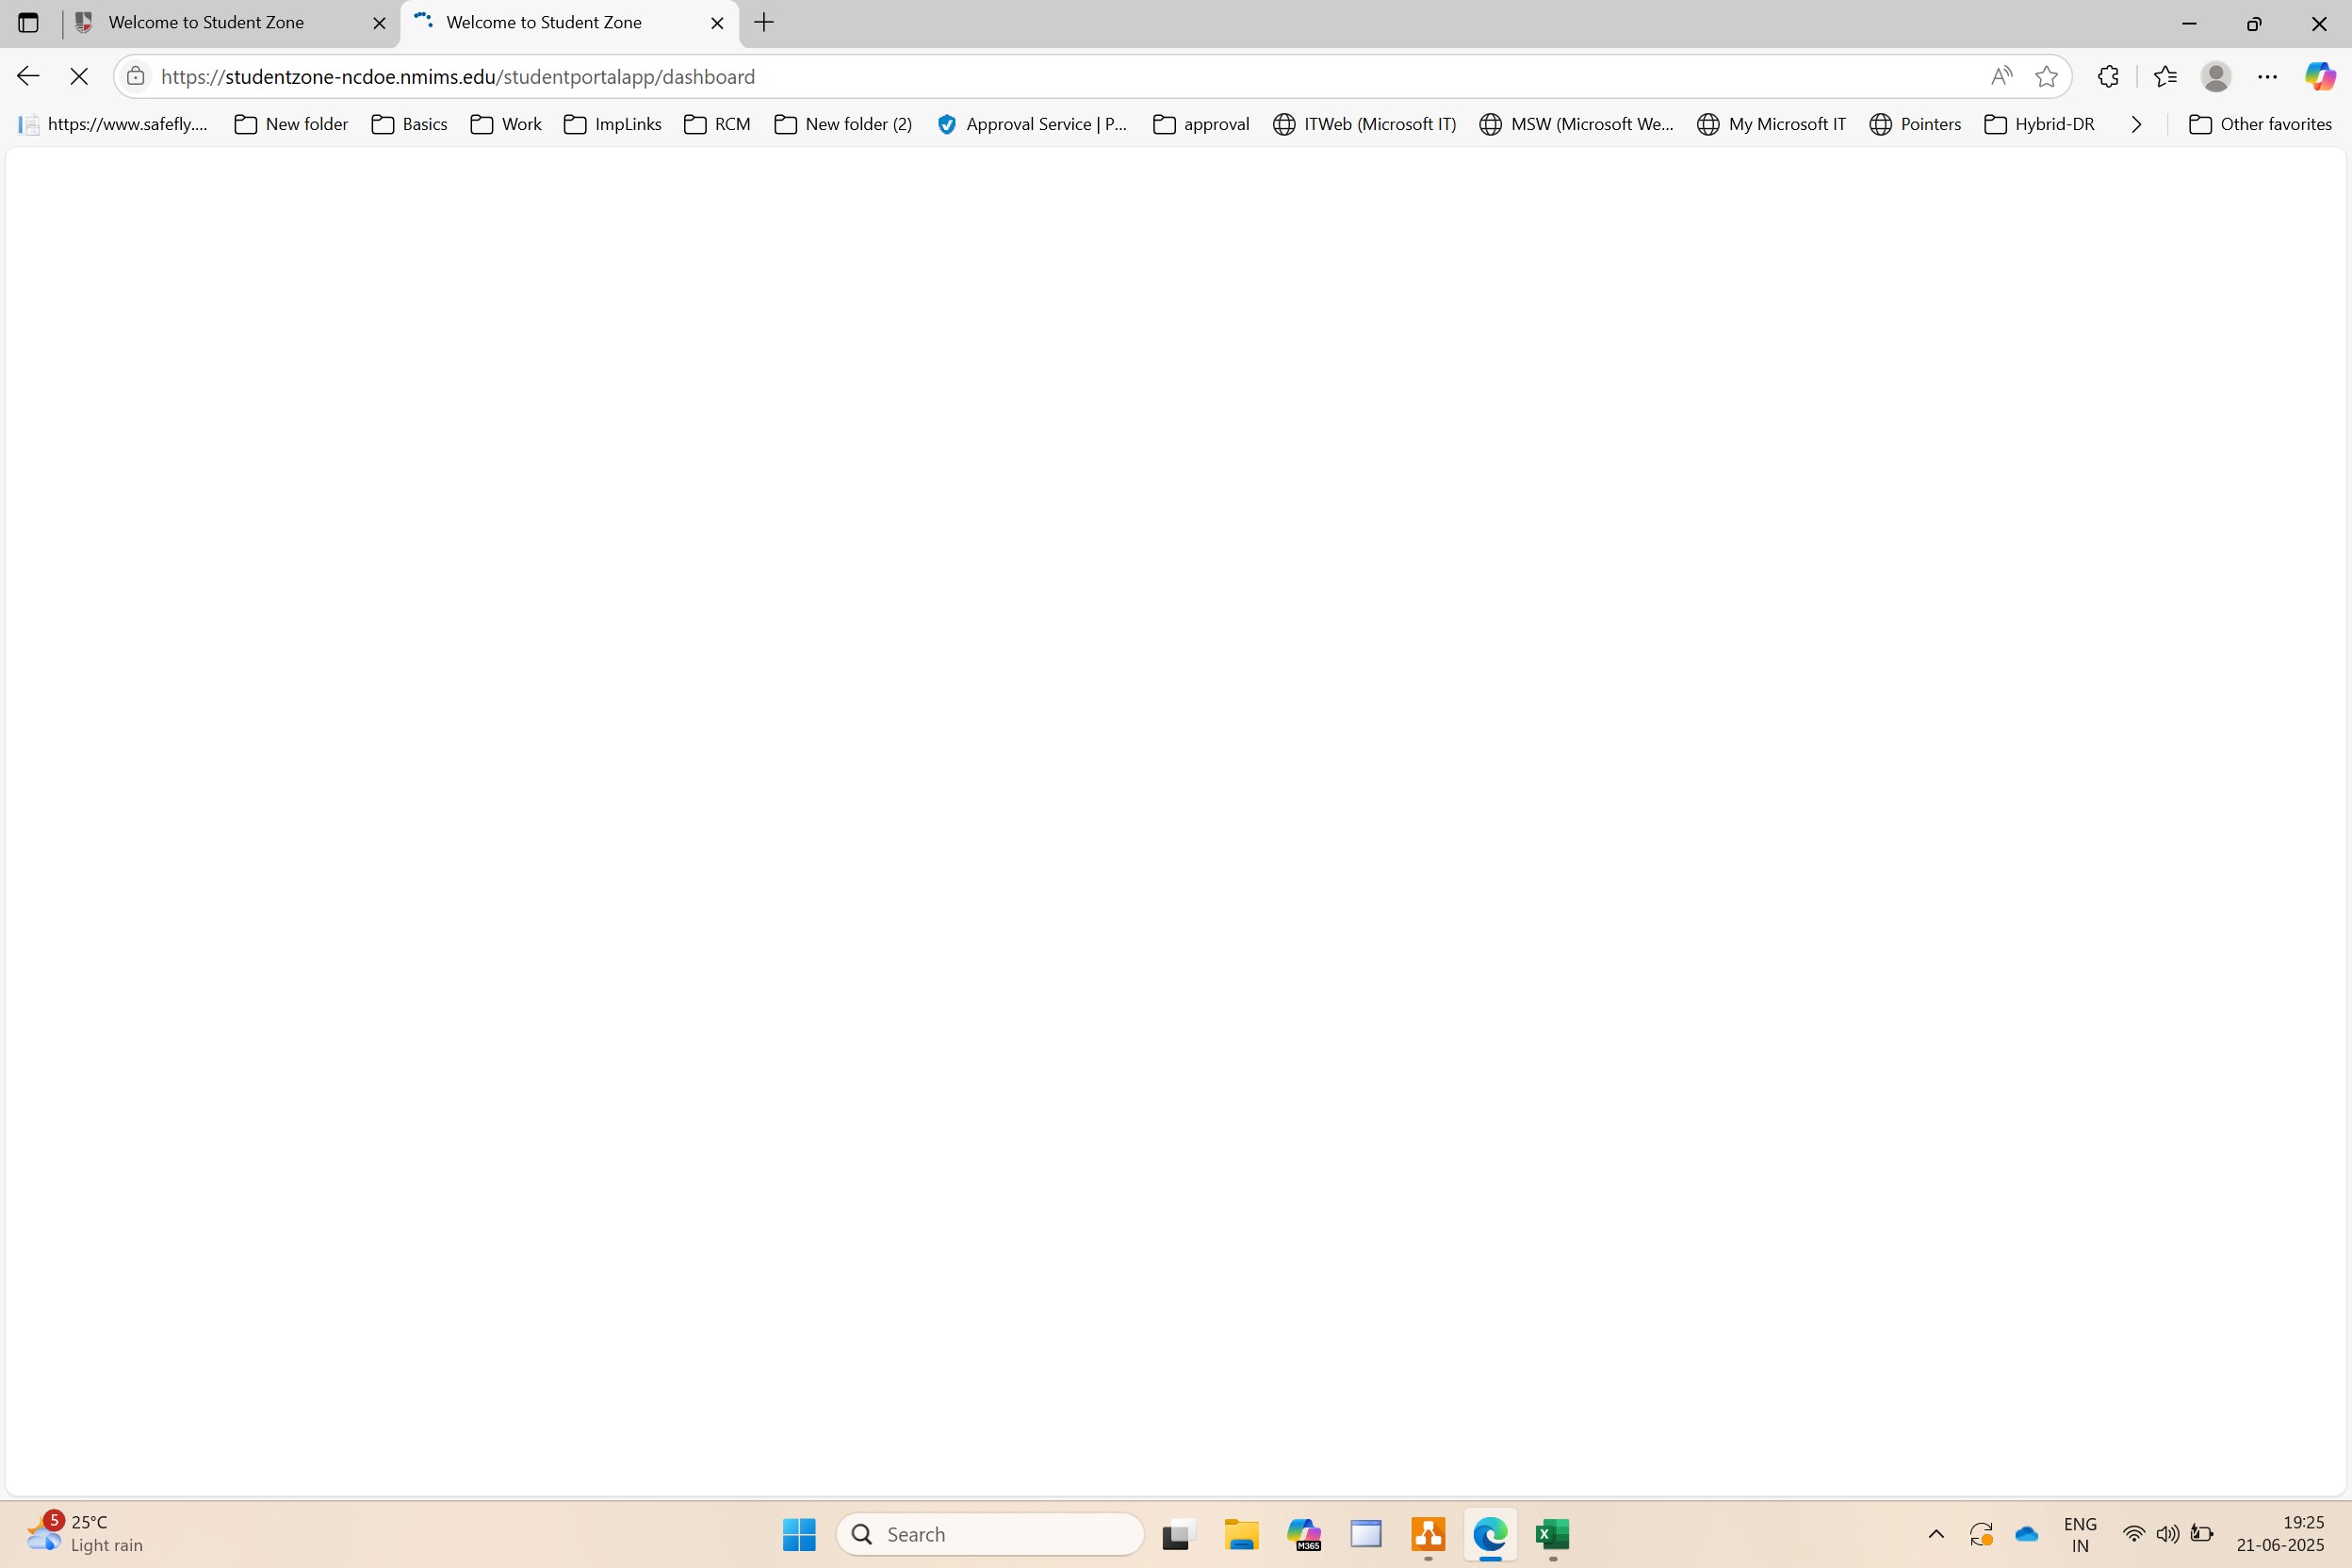 Welcome to Student Zone
Welcome to Student Zone
https://studentzone-ncdoe.nmims.edu/studentportalapp/dashboard
https://www.safefly.... New folder Basics Work ImpLinks RCM New folder (2) Approval Service | P... approval ITWeb (Microsoft IT) MSW (Microsoft We... My Microsoft IT Pointers Hybrid-DR Other favorites
5 25°C
Light rain
Search
M365
ENG
IN
19:25
21-06-2025